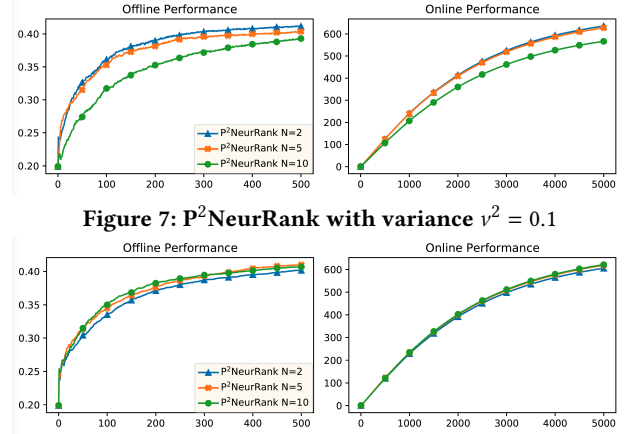 Offline Performance
Online Performance
0.40
0.35
0.30
0.25
0.20
600
500
400
300
200
100
0
P²NeurRank N=2
P²NeurRank N=5
P²NeurRank N=10
0 100 200 300 400 500
0 1000 2000 3000 4000 5000
Figure 7: P²NeurRank with variance ν² = 0.1
Offline Performance
Online Performance
0.40
0.35
0.30
0.25
0.20
600
500
400
300
200
100
0
P²NeurRank N=2
P²NeurRank N=5
P²NeurRank N=10
0 100 200 300 400 500
0 1000 2000 3000 4000 5000